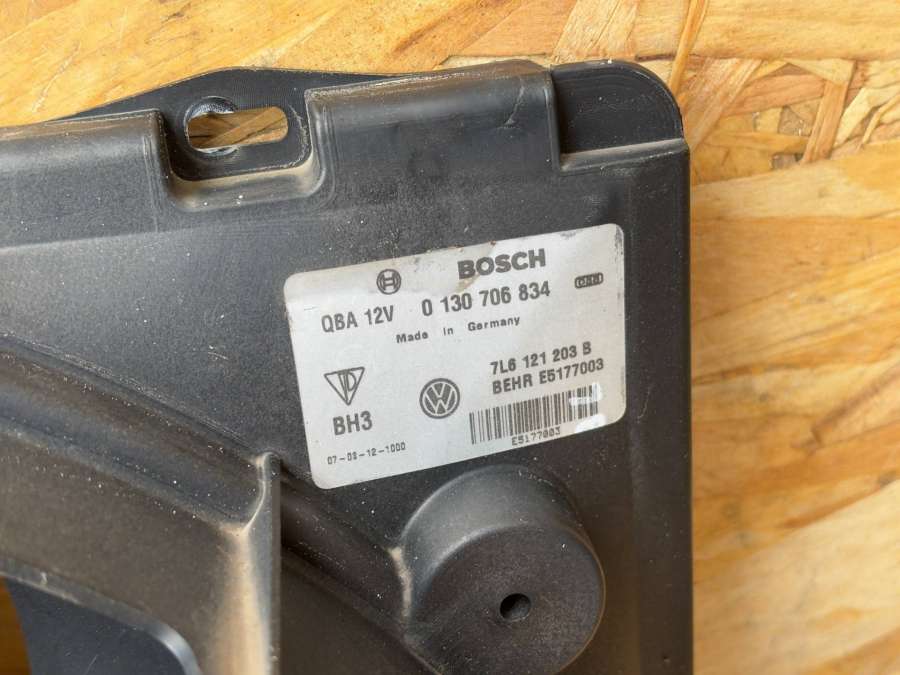 BOSCH
QBA 12V 0 130 706 834
Made in Germany
7L6 121 203 B
BEHR E5177003
BH3
07-03-12-1000
E5177003